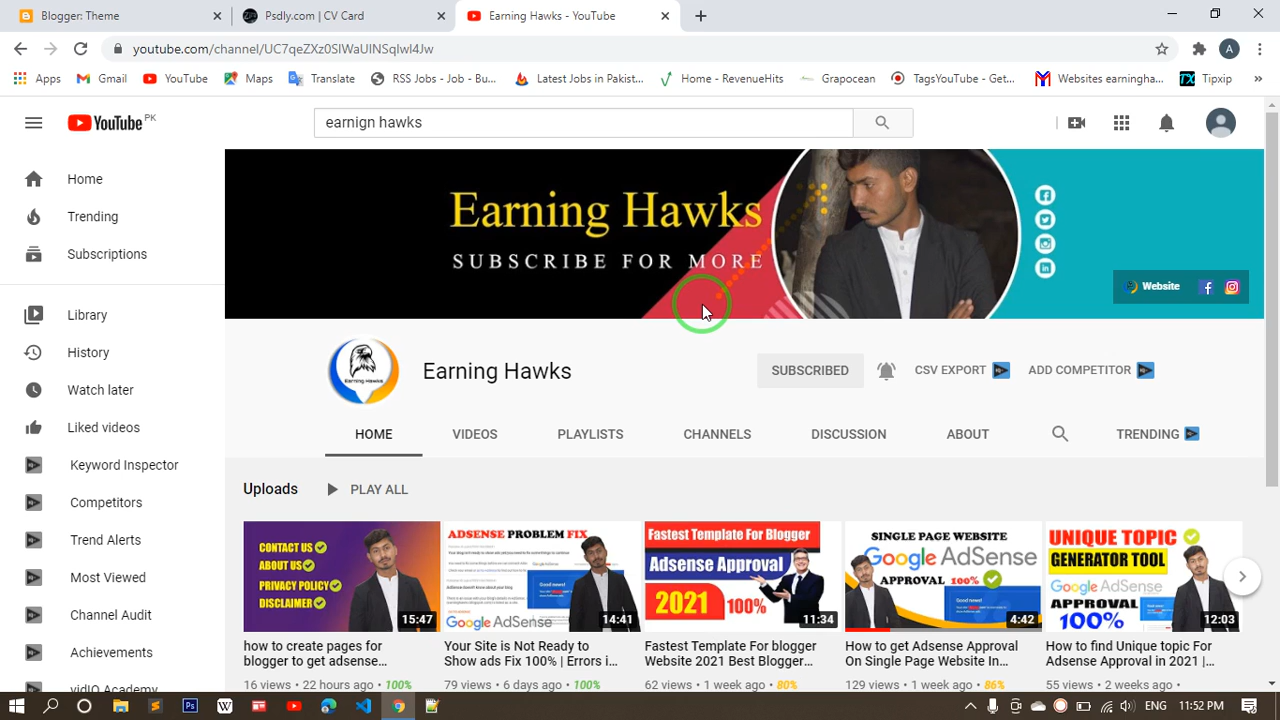 Blogger: Theme
Psdly.com | CV Card
Earning Hawks - YouTube
youtube.com/channel/UC7qeZXz0SIWaUINSqIwI4Jw
A
Apps
Gmail
YouTube
Maps
Translate
RSS Jobs - Job - Bu...
Latest Jobs in Pakist...
Home - RevenueHits
Grapocean
TagsYouTube - Get...
Websites earningha...
Tipxip
YouTube PK
earnign hawks
Home
Trending
Subscriptions
Library
History
Watch later
Liked videos
Keyword Inspector
Competitors
Trend Alerts
Most Viewed
Channel Audit
Achievements
vidIQ Academy
Earning Hawks
SUBSCRIBE FOR MORE
Website
Earning Hawks
Earning Hawks
SUBSCRIBED
CSV EXPORT
ADD COMPETITOR
HOME
VIDEOS
PLAYLISTS
CHANNELS
DISCUSSION
ABOUT
TRENDING
Uploads
PLAY ALL
CONTACT US
ABOUT US
PRIVACY POLICY
DISCLAIMER
15:47
how to create pages for
blogger to get adsense...
16 views • 22 hours ago • 100%
ADSENSE PROBLEM FIX
Google AdSense
14:41
Your Site is Not Ready to
Show ads Fix 100% | Errors i...
79 views • 6 days ago • 100%
Fastest Template For Blogger
Adsense Approval
2021 100%
11:34
Fastest Template For Blogger
Website 2021 Best Blogger...
62 views • 1 week ago • 80%
SINGLE PAGE WEBSITE
Google AdSense
APPROVAL 100%
4:42
How to get Adsense Approval
On Single Page Website In...
129 views • 1 week ago • 86%
UNIQUE TOPIC
GENERATOR TO
Google AdSense
APPROVAL
100%
12:03
How to find Unique topic For
Adsense Approval in 2021 |...
55 views • 2 weeks ago •
11:52 PM